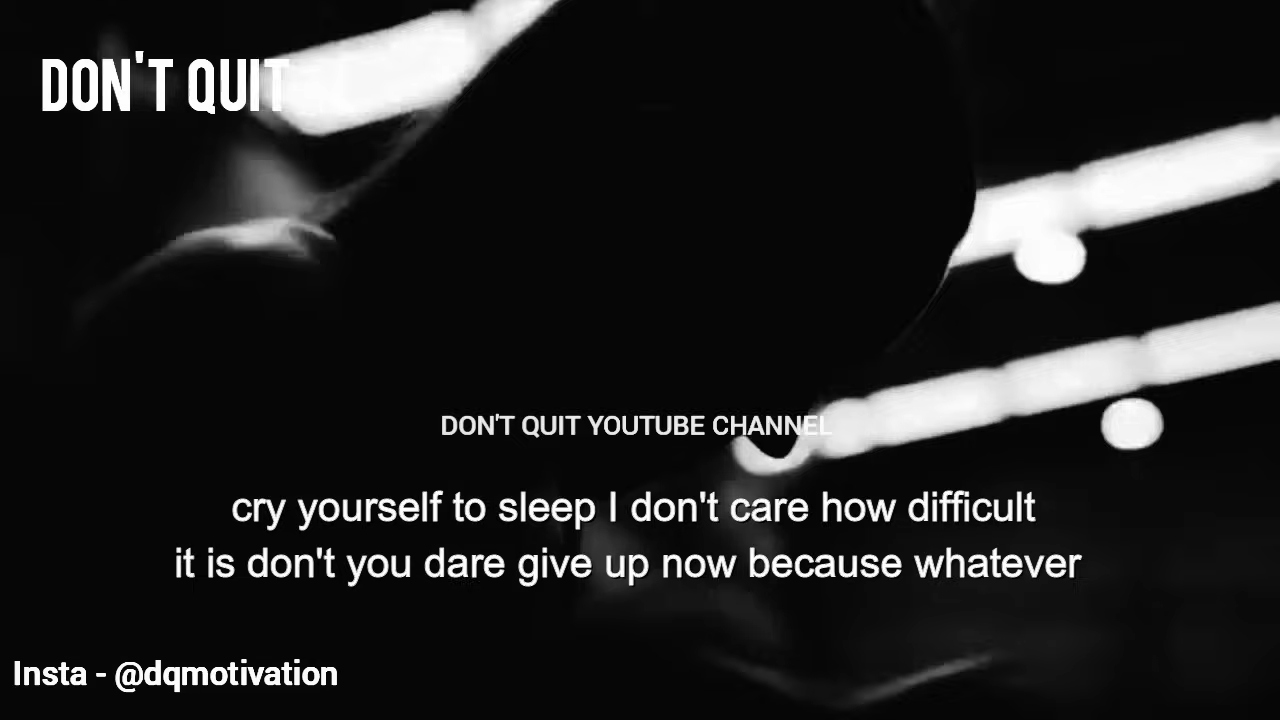 DON'T QUIT
DON'T QUIT YOUTUBE CHANNEL
cry yourself to sleep I don't care how difficult
it is don't you dare give up now because whatever
Insta - @dqmotivation